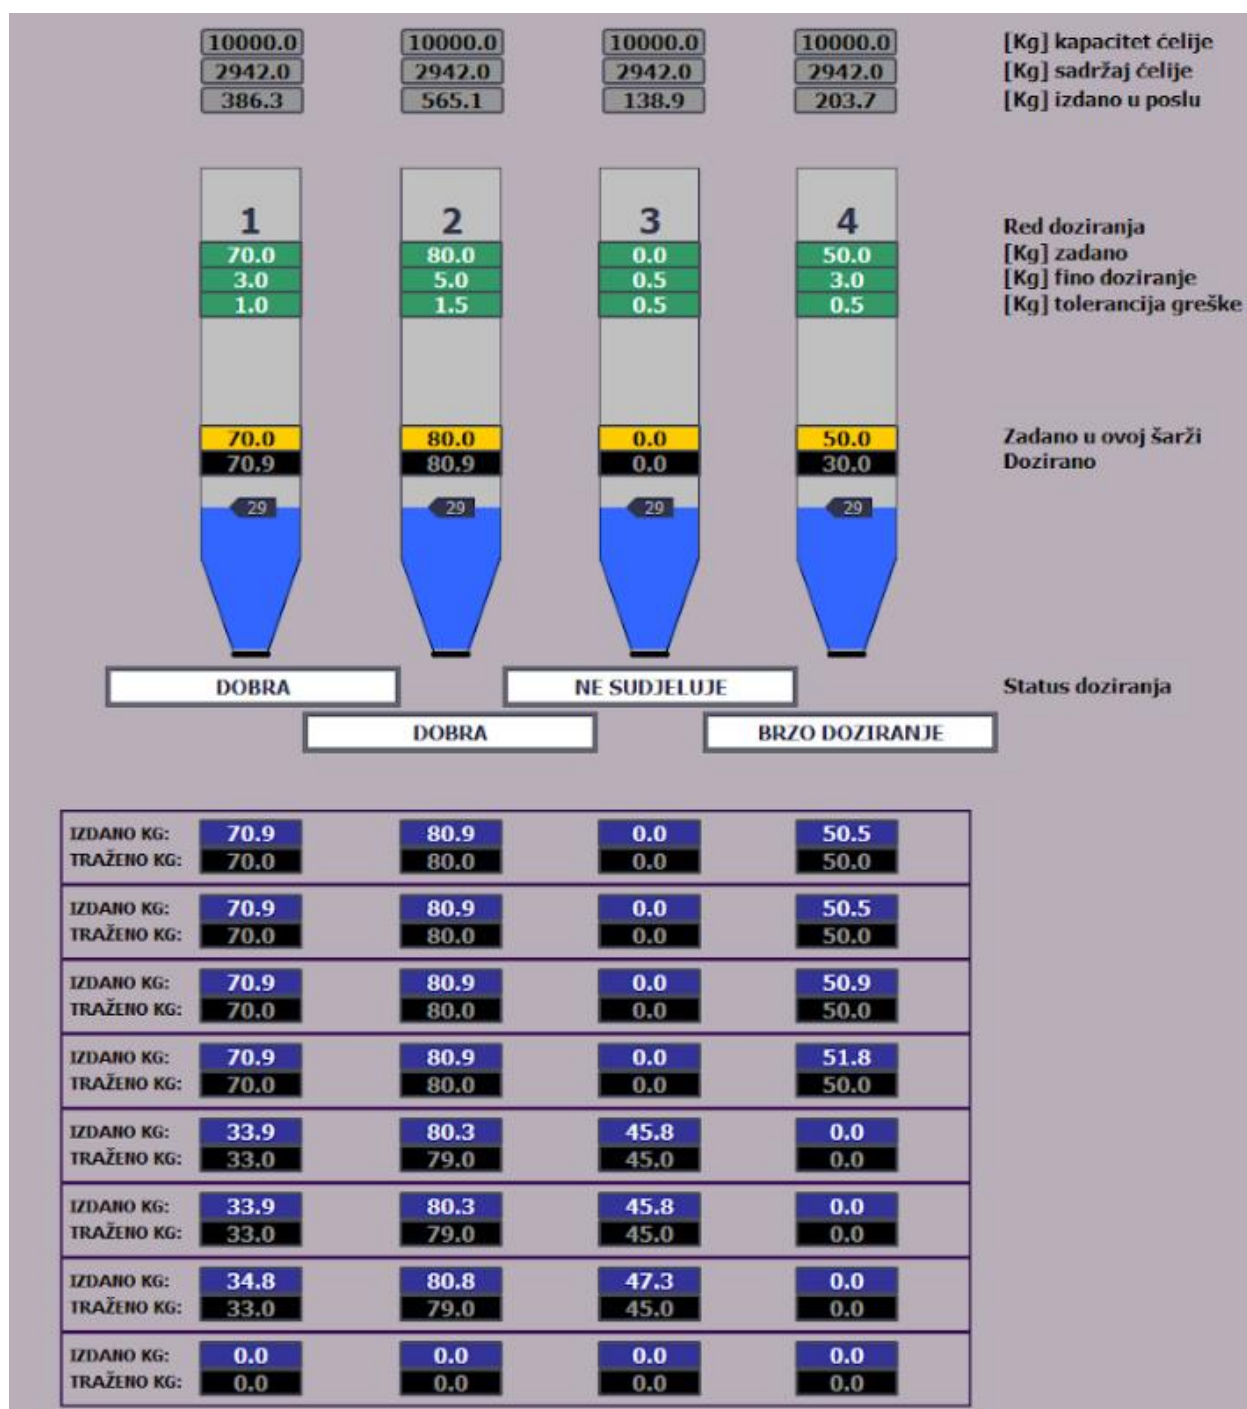 10000.0 10000.0 10000.0 10000.0 [Kg] kapacitet ćelije
2942.0 2942.0 2942.0 2942.0 [Kg] sadržaj ćelije
386.3 565.1 138.9 203.7 [Kg] izdano u poslu
1 2 3 4 Red doziranja
70.0 80.0 0.0 50.0 [Kg] zadano
3.0 5.0 0.5 3.0 [Kg] fino doziranje
1.0 1.5 0.5 0.5 [Kg] tolerancija greške
70.0 80.0 0.0 50.0 Zadano u ovoj šarži
70.9 80.9 0.0 30.0 Dozirano
29 29 29 29
DOBRA NE SUDJELUJE Status doziranja
DOBRA BRZO DOZIRANJE
IZDANO KG: 70.9 80.9 0.0 50.5
TRAŽENO KG: 70.0 80.0 0.0 50.0
IZDANO KG: 70.9 80.9 0.0 50.5
TRAŽENO KG: 70.0 80.0 0.0 50.0
IZDANO KG: 70.9 80.9 0.0 50.9
TRAŽENO KG: 70.0 80.0 0.0 50.0
IZDANO KG: 70.9 80.9 0.0 51.8
TRAŽENO KG: 70.0 80.0 0.0 50.0
IZDANO KG: 33.9 80.3 45.8 0.0
TRAŽENO KG: 33.0 79.0 45.0 0.0
IZDANO KG: 33.9 80.3 45.8 0.0
TRAŽENO KG: 33.0 79.0 45.0 0.0
IZDANO KG: 34.8 80.8 47.3 0.0
TRAŽENO KG: 33.0 79.0 45.0 0.0
IZDANO KG: 0.0 0.0 0.0 0.0
TRAŽENO KG: 0.0 0.0 0.0 0.0